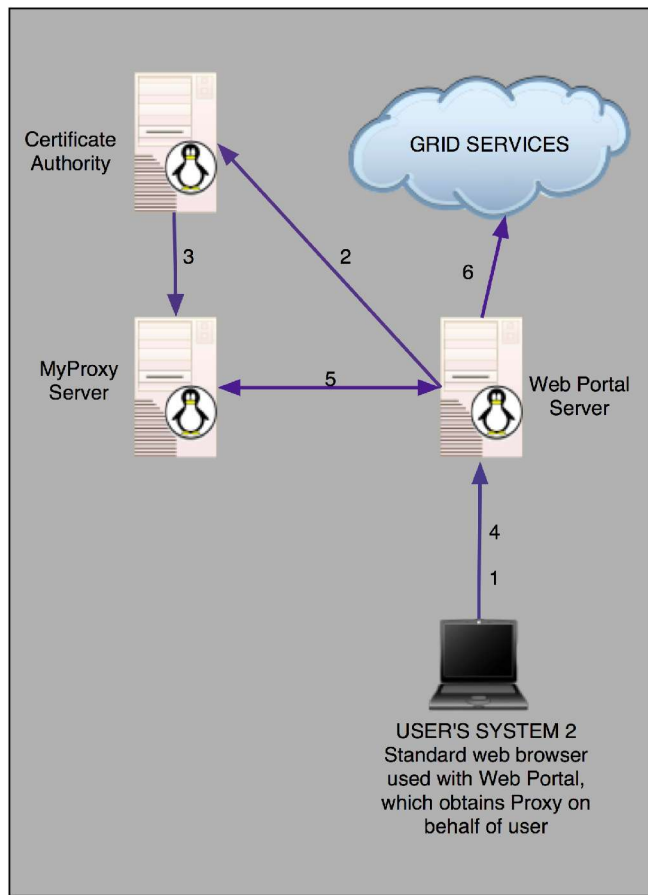 Certificate
Authority
GRID SERVICES
3
2
6
MyProxy
Server
5
Web Portal
Server
4
1
USER'S SYSTEM 2
Standard web browser
used with Web Portal,
which obtains Proxy on
behalf of user